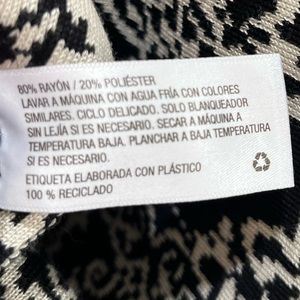 80% RAYÓN / 20% POLIÉSTER
LAVAR A MÁQUINA CON AGUA FRÍA CON COLORES
SIMILARES. CICLO DELICADO. SOLO BLANQUEADOR
SIN LEJÍA SI ES NECESARIO. SECAR A MÁQUINA A
TEMPERATURA BAJA. PLANCHAR A BAJA TEMPERATURA
SI ES NECESARIO.
ETIQUETA ELABORADA CON PLÁSTICO
100 % RECICLADO